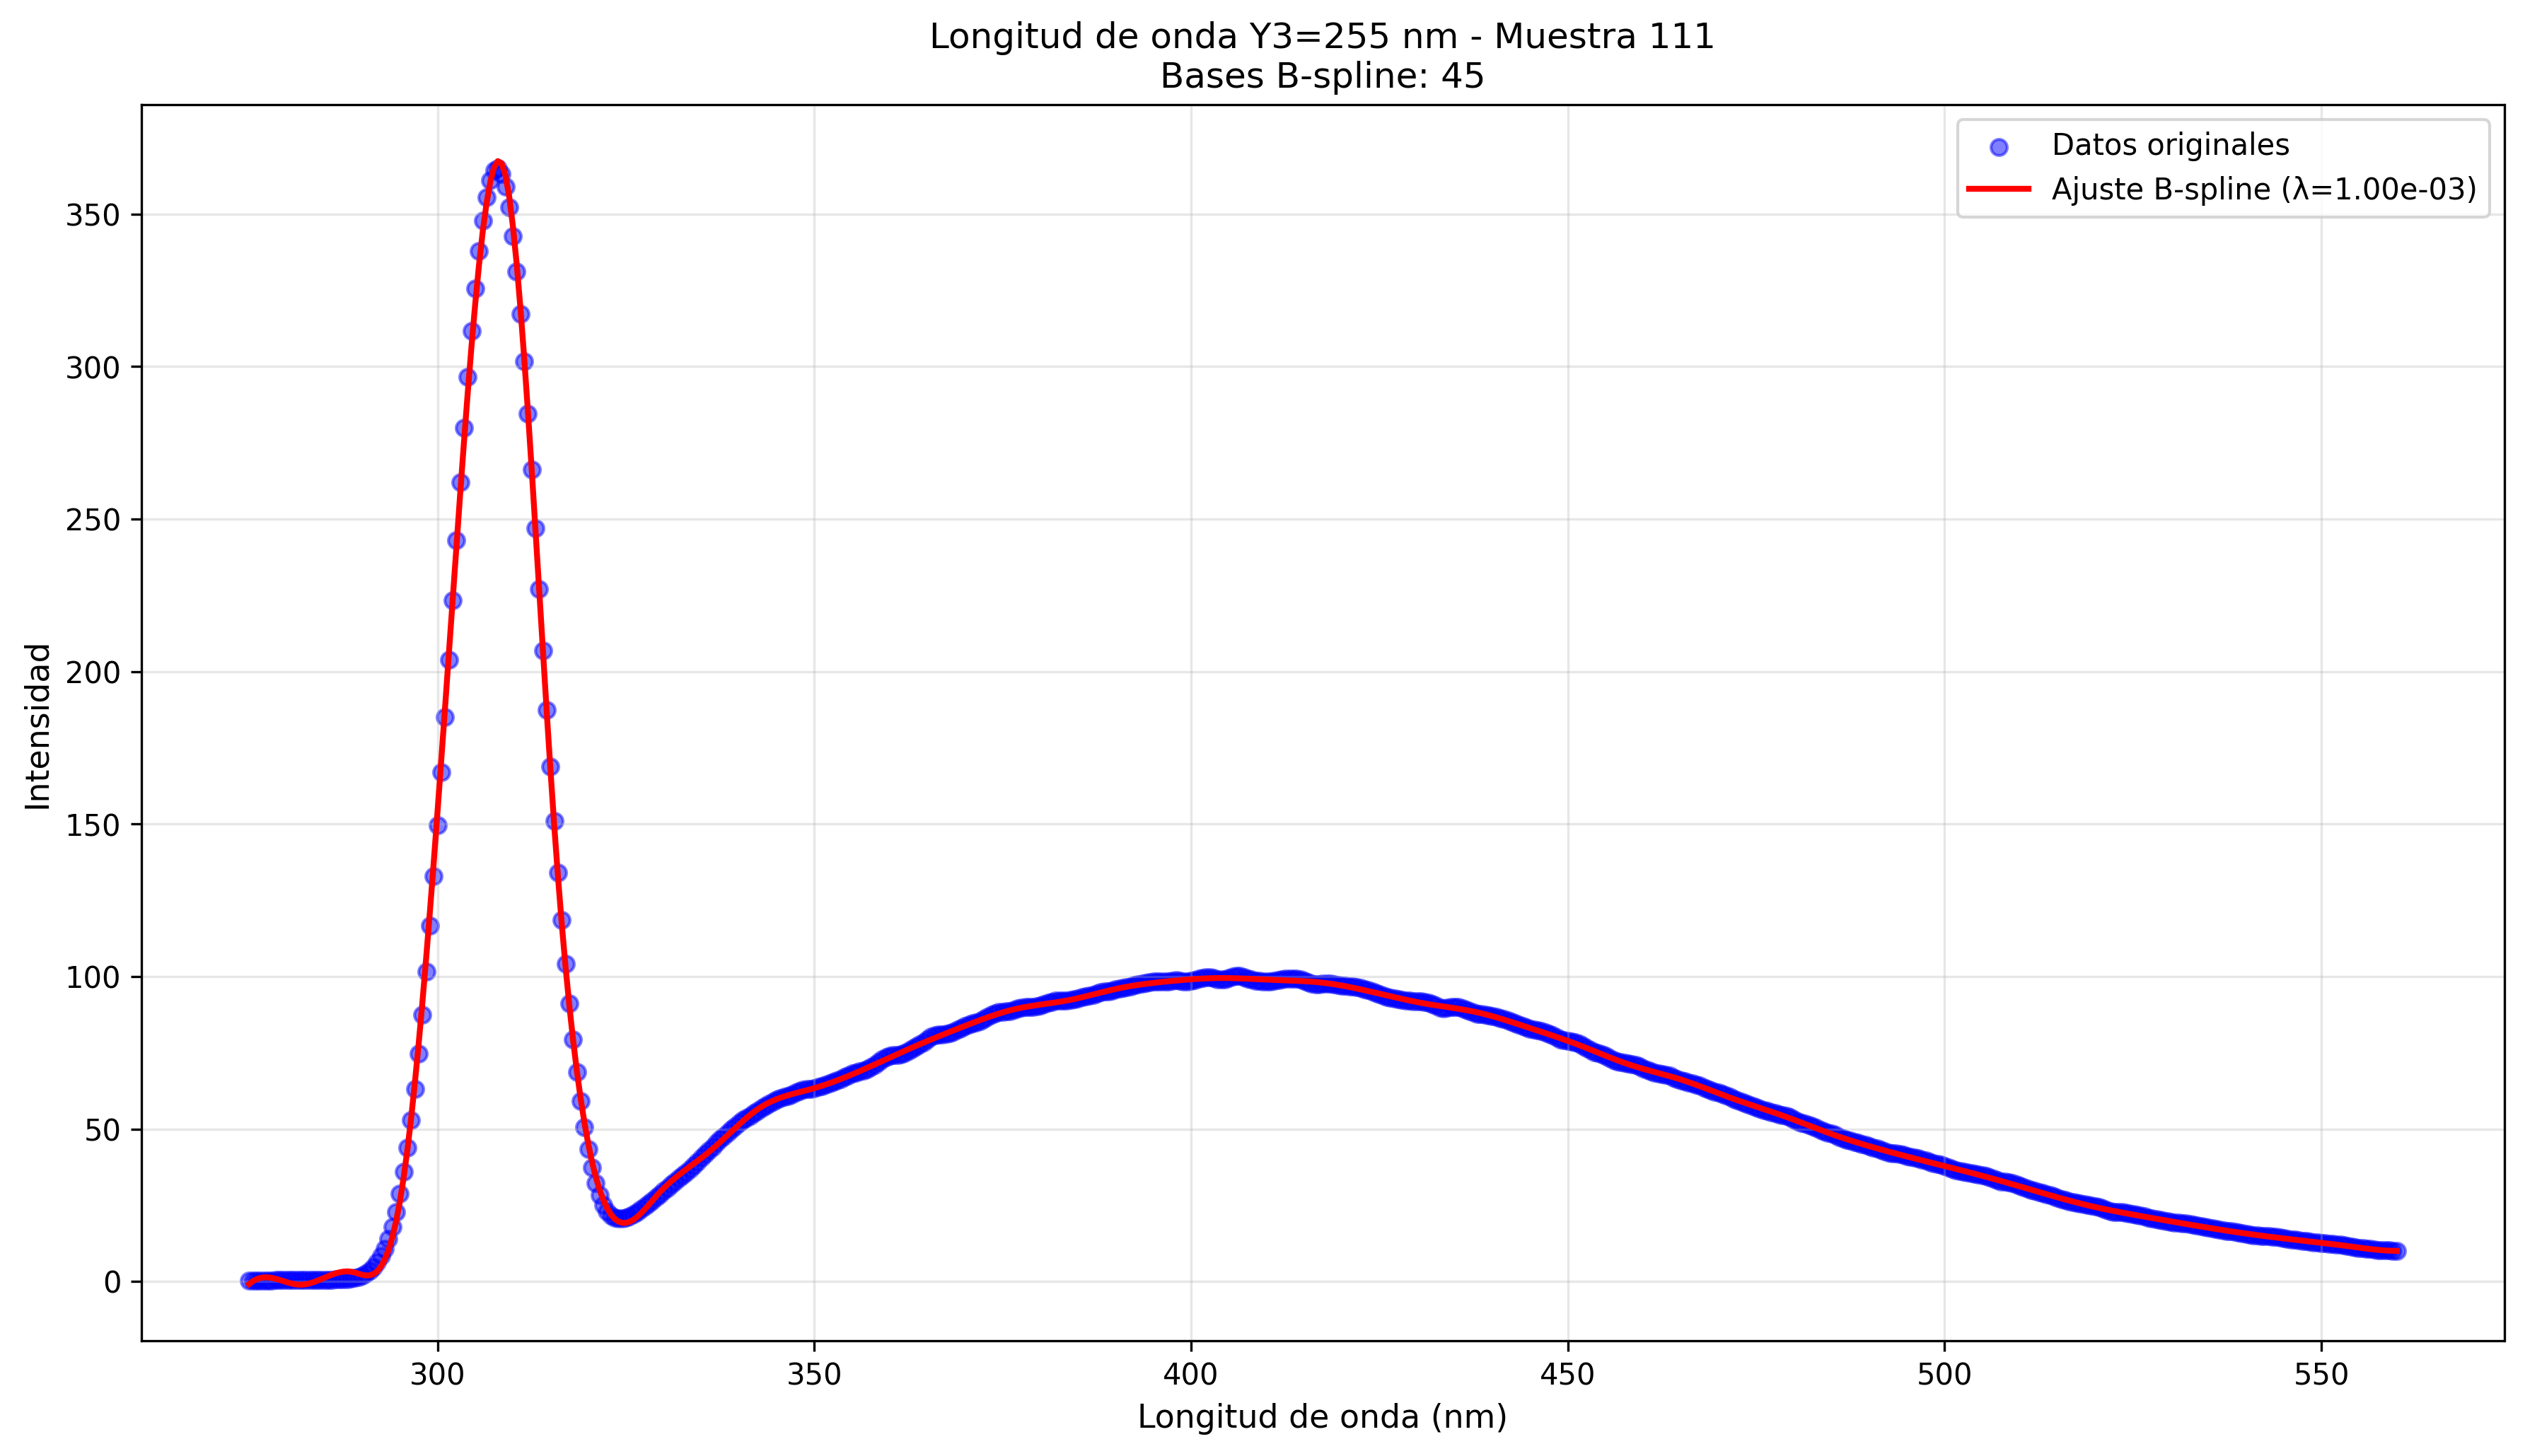 Longitud de onda Y3=255 nm - Muestra 111
Bases B-spline: 45
Datos originales
Ajuste B-spline (λ=1.00e-03)
Intensidad
350
300
250
200
150
100
50
0
300 350 400 450 500 550
Longitud de onda (nm)